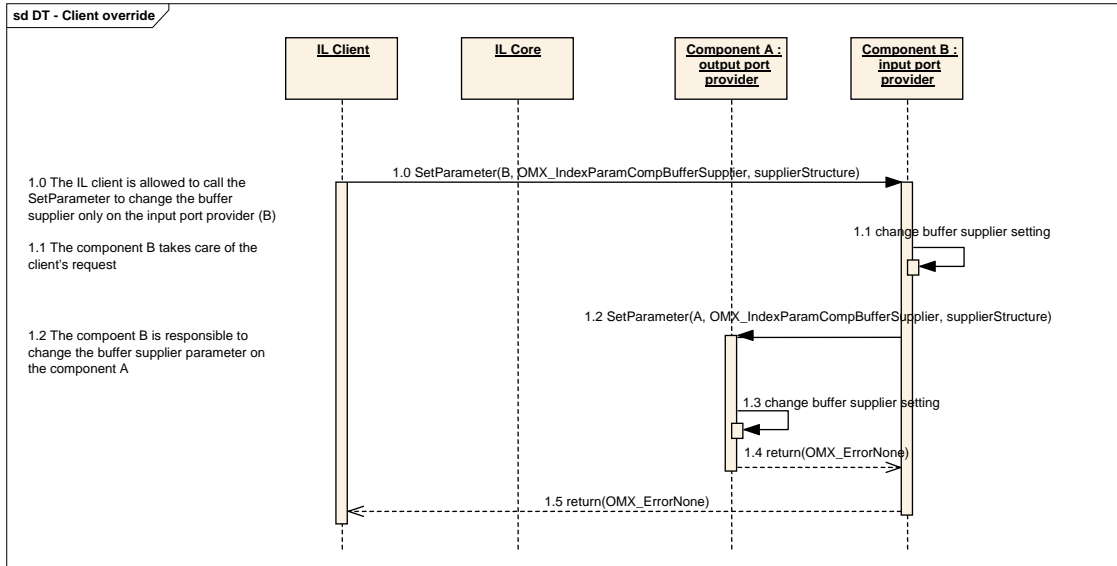 sd DT - Client override
IL Client
IL Core
Component A :
output port
provider
Component B :
input port
provider
1.0 The IL client is allowed to call the
SetParameter to change the buffer
supplier only on the input port provider (B)
1.0 SetParameter(B, OMX_IndexParamCompBufferSupplier, supplierStructure)
1.1 The component B takes care of the
client's request
1.1 change buffer supplier setting
1.2 The compoent B is responsible to
change the buffer supplier parameter on
the component A
1.2 SetParameter(A, OMX_IndexParamCompBufferSupplier, supplierStructure)
1.3 change buffer supplier setting
1.4 return(OMX_ErrorNone)
1.5 return(OMX_ErrorNone)